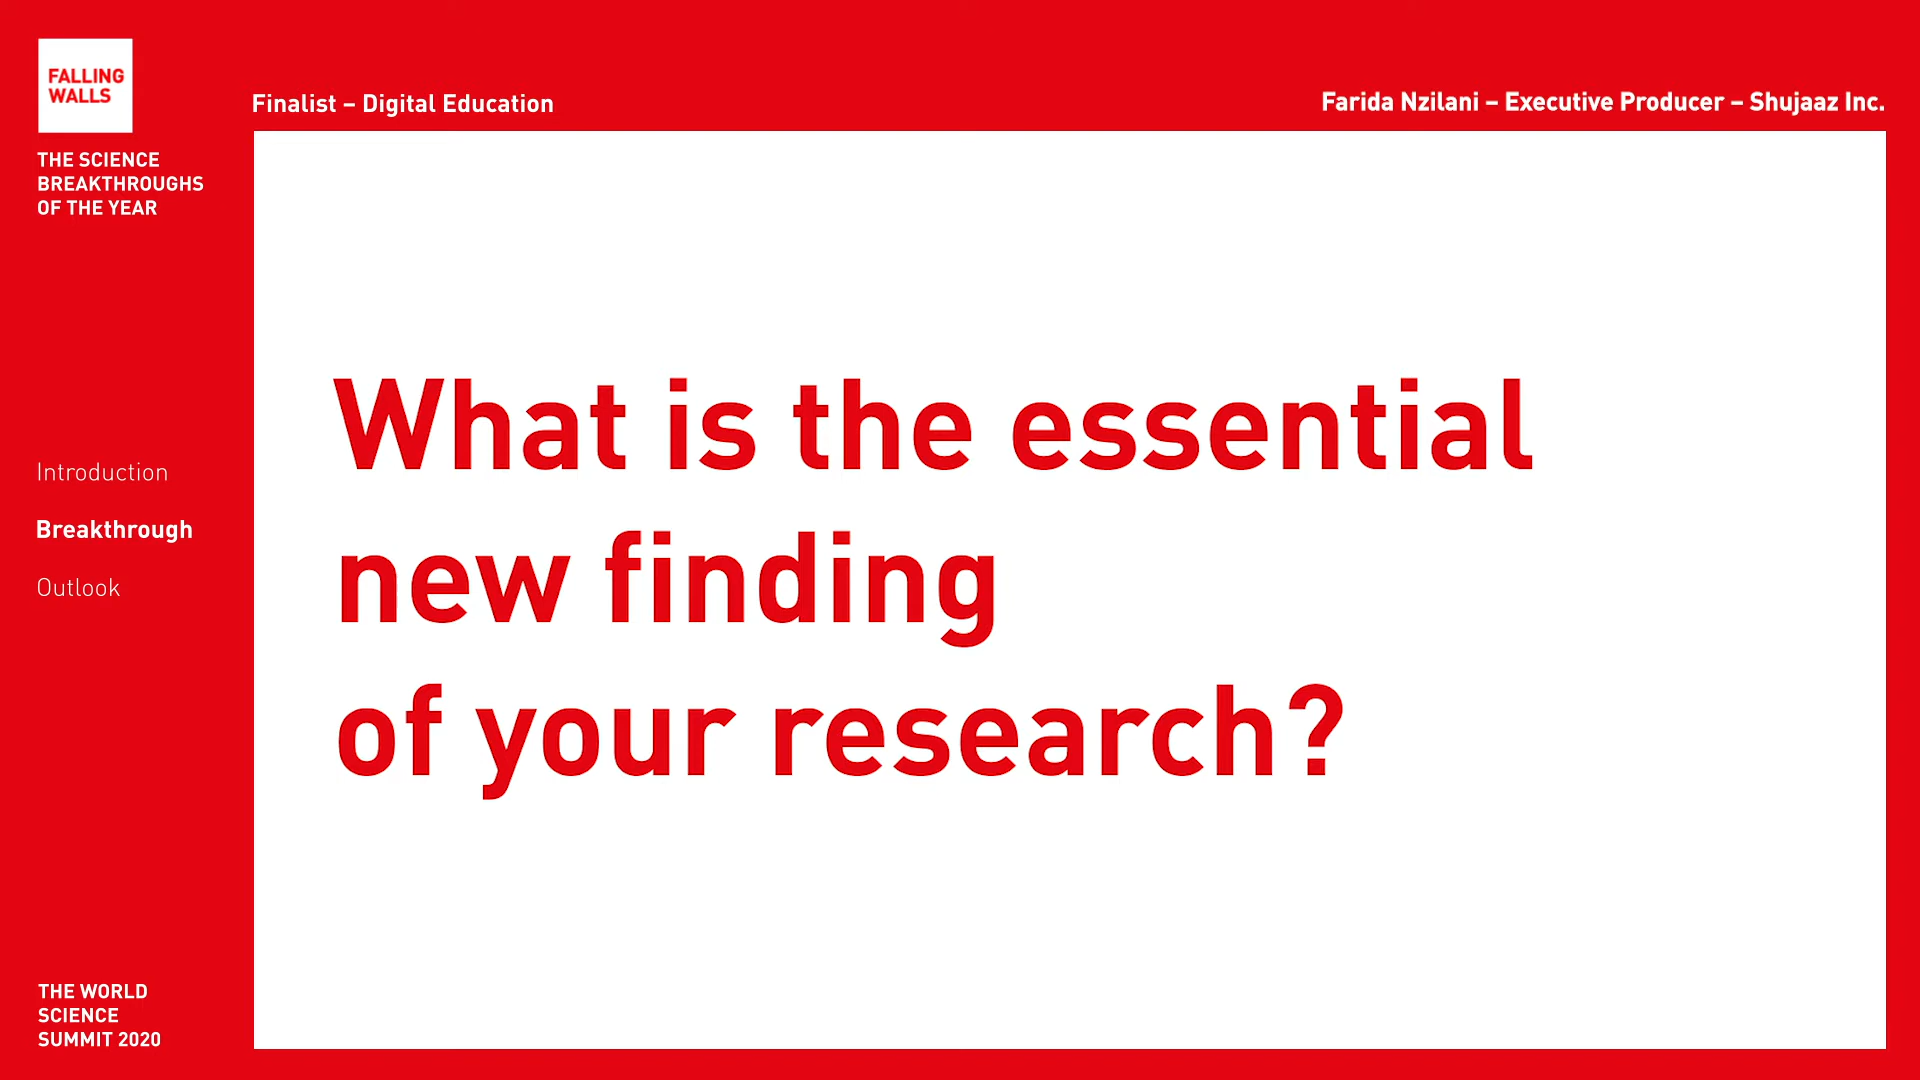 FALLING
WALLS
THE SCIENCE
BREAKTHROUGHS
OF THE YEAR
Finalist – Digital Education
Farida Nzilani – Executive Producer – Shujaaz Inc.
Introduction
Breakthrough
Outlook
What is the essential
new finding
of your research?
THE WORLD
SCIENCE
SUMMIT 2020